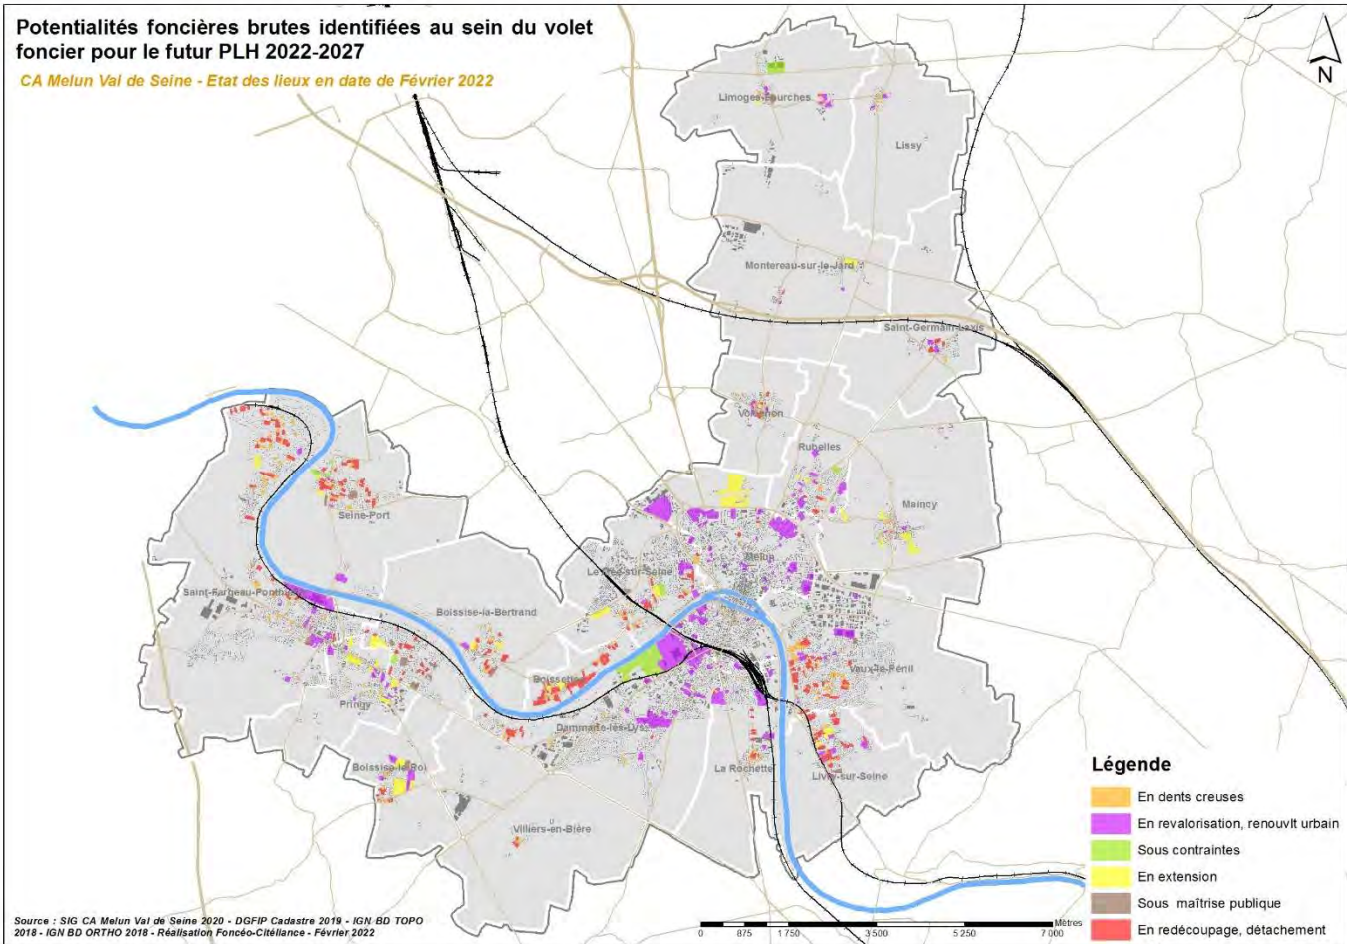 Potentialités foncières brutes identifiées au sein du volet
foncier pour le futur PLH 2022-2027
CA Melun Val de Seine - Etat des lieux en date de Février 2022
N
Limoges-Fourches
Lissy
Montereau-sur-le-Jard
Saint-Germain-Laxis
Voisenon
Rubelles
Maincy
Seine-Port
Melun
Le Mée-sur-Seine
Saint-Fargeau-Ponthierry
Boissise-la-Bertrand
Vaux-le-Pénil
Boissettes
Pringy
Dammarie-les-Lys
La Rochette
Livry-sur-Seine
Boissise-le-Roi
Villiers-en-Bière
Légende
En dents creuses
En revalorisation, renouvlt urbain
Sous contraintes
En extension
Sous maîtrise publique
En redécoupage, détachement
Mètres
0 875 1 750 3 500 5 250 7 000
Source : SIG CA Melun Val de Seine 2020 - DGFIP Cadastre 2019 - IGN BD TOPO
2018 - IGN BD ORTHO 2018 - Réalisation Foncéo-Citéliance - Février 2022